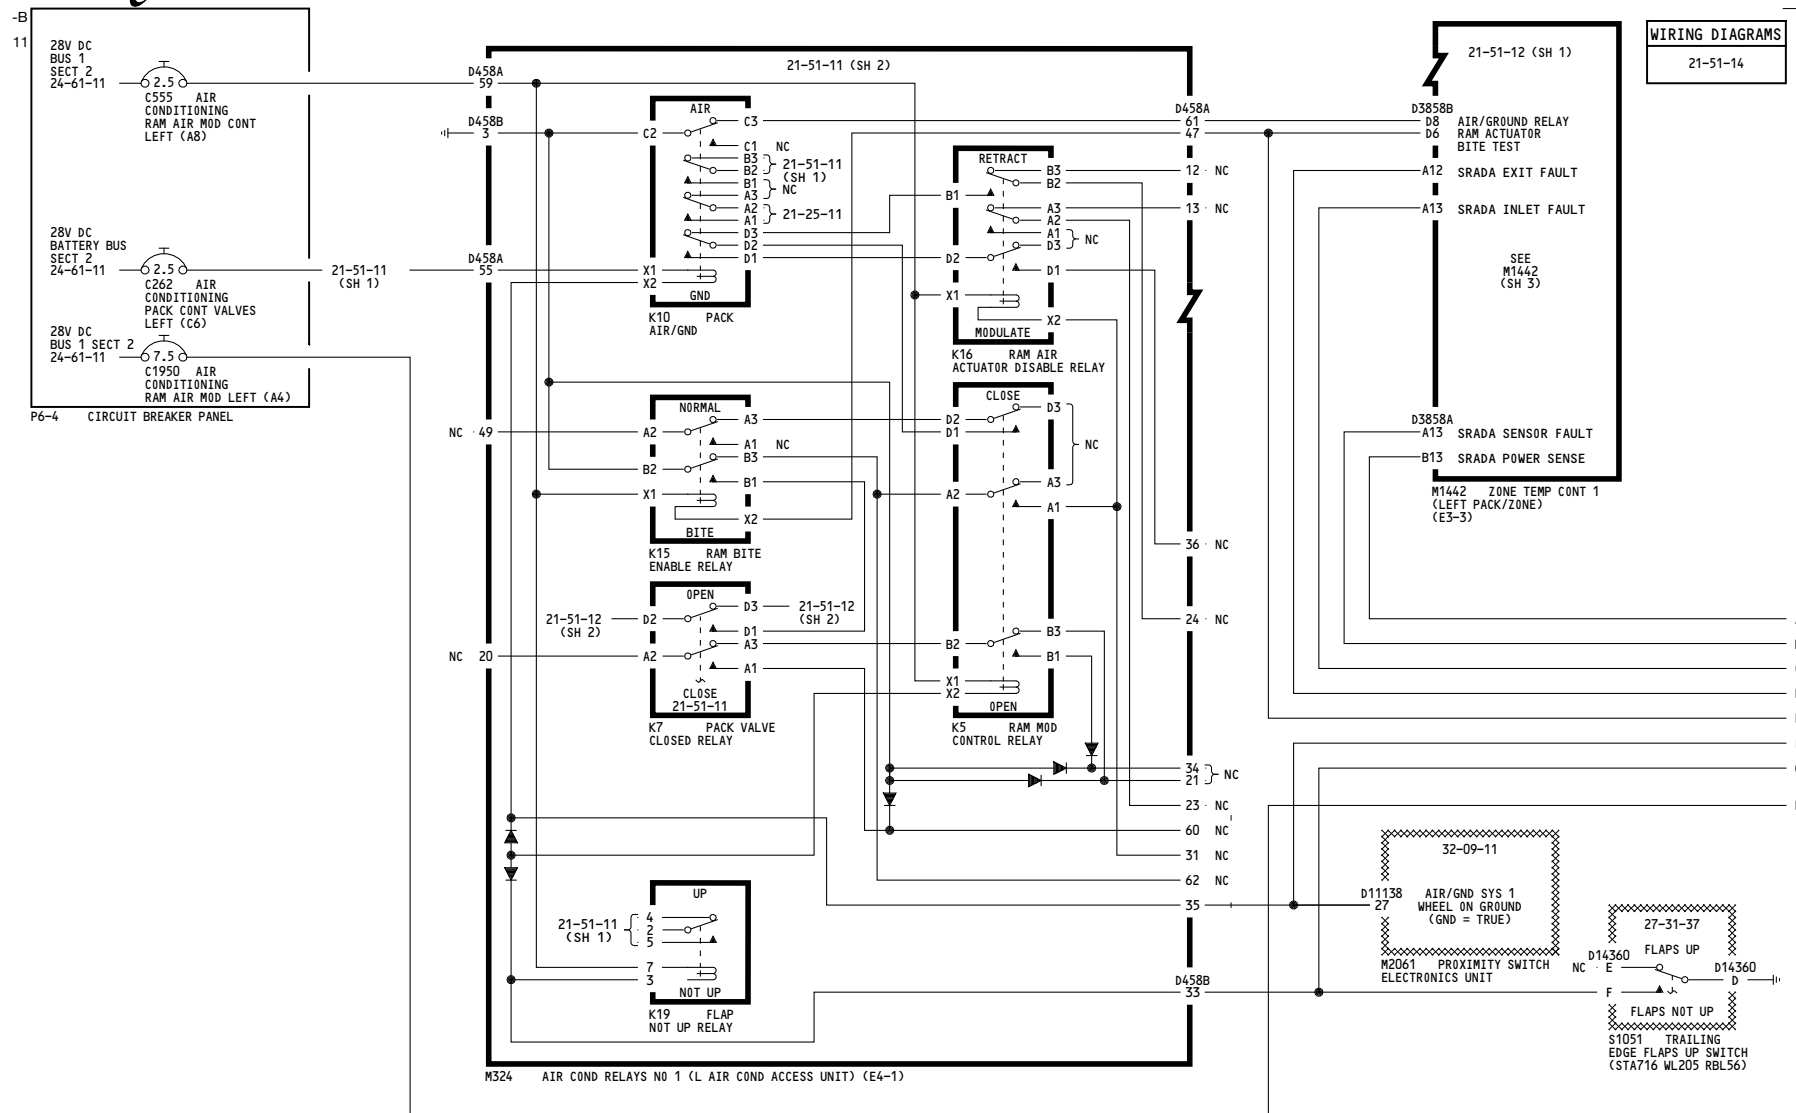 -B
11
28V DC
BUS 1
SECT 2
24-61-11
2.5
C555 AIR
CONDITIONING
RAM AIR MOD CONT
LEFT (A8)
28V DC
BATTERY BUS
SECT 2
24-61-11
2.5
C262 AIR
CONDITIONING
PACK CONT VALVES
LEFT (C6)
28V DC
BUS 1 SECT 2
24-61-11
7.5
C1950 AIR
CONDITIONING
RAM AIR MOD LEFT (A4)
P6-4 CIRCUIT BREAKER PANEL
21-51-11
(SH 1)
21-51-11 (SH 2)
D458A
59
D458B
3
D458A
55
NC 49
NC 20
AIR
C2
C3
C1 NC
B3
B2
21-51-11
(SH 1)
B1
A3
NC
A2
A1
21-25-11
D3
D2
D1
X1
X2
GND
K10 PACK
AIR/GND
NORMAL
A2
A3
A1 NC
B2
B3
B1
X1
X2
BITE
K15 RAM BITE
ENABLE RELAY
OPEN
21-51-12
(SH 2)
D2
D3
21-51-12
(SH 2)
D1
A3
A2
A1
CLOSE
21-51-11
K7 PACK VALVE
CLOSED RELAY
UP
21-51-11
(SH 1)
4
2
5
7
3
NOT UP
K19 FLAP
NOT UP RELAY
RETRACT
B3
B2
B1
A3
A2
A1
D3
NC
D2
D1
X1
X2
MODULATE
K16 RAM AIR
ACTUATOR DISABLE RELAY
CLOSE
D2
D3
D1
NC
A2
A3
A1
B2
B3
B1
X1
X2
OPEN
K5 RAM MOD
CONTROL RELAY
D458A
61
47
12 NC
13 NC
36 NC
24 NC
34
21
NC
23 NC
60 NC
31 NC
62 NC
35
D458B
33
M324 AIR COND RELAYS NO 1 (L AIR COND ACCESS UNIT) (E4-1)
21-51-12 (SH 1)
D3858B
D8 AIR/GROUND RELAY
D6 RAM ACTUATOR
BITE TEST
A12 SRADA EXIT FAULT
A13 SRADA INLET FAULT
SEE
M1442
(SH 3)
D3858A
A13 SRADA SENSOR FAULT
B13 SRADA POWER SENSE
M1442 ZONE TEMP CONT 1
(LEFT PACK/ZONE)
(E3-3)
WIRING DIAGRAMS
21-51-14
32-09-11
D11138
27
AIR/GND SYS 1
WHEEL ON GROUND
(GND = TRUE)
M2061 PROXIMITY SWITCH
ELECTRONICS UNIT
27-31-37
FLAPS UP
D14360
NC E
D14360
D
F
FLAPS NOT UP
S1051 TRAILING
EDGE FLAPS UP SWITCH
(STA716 WL205 RBL56)